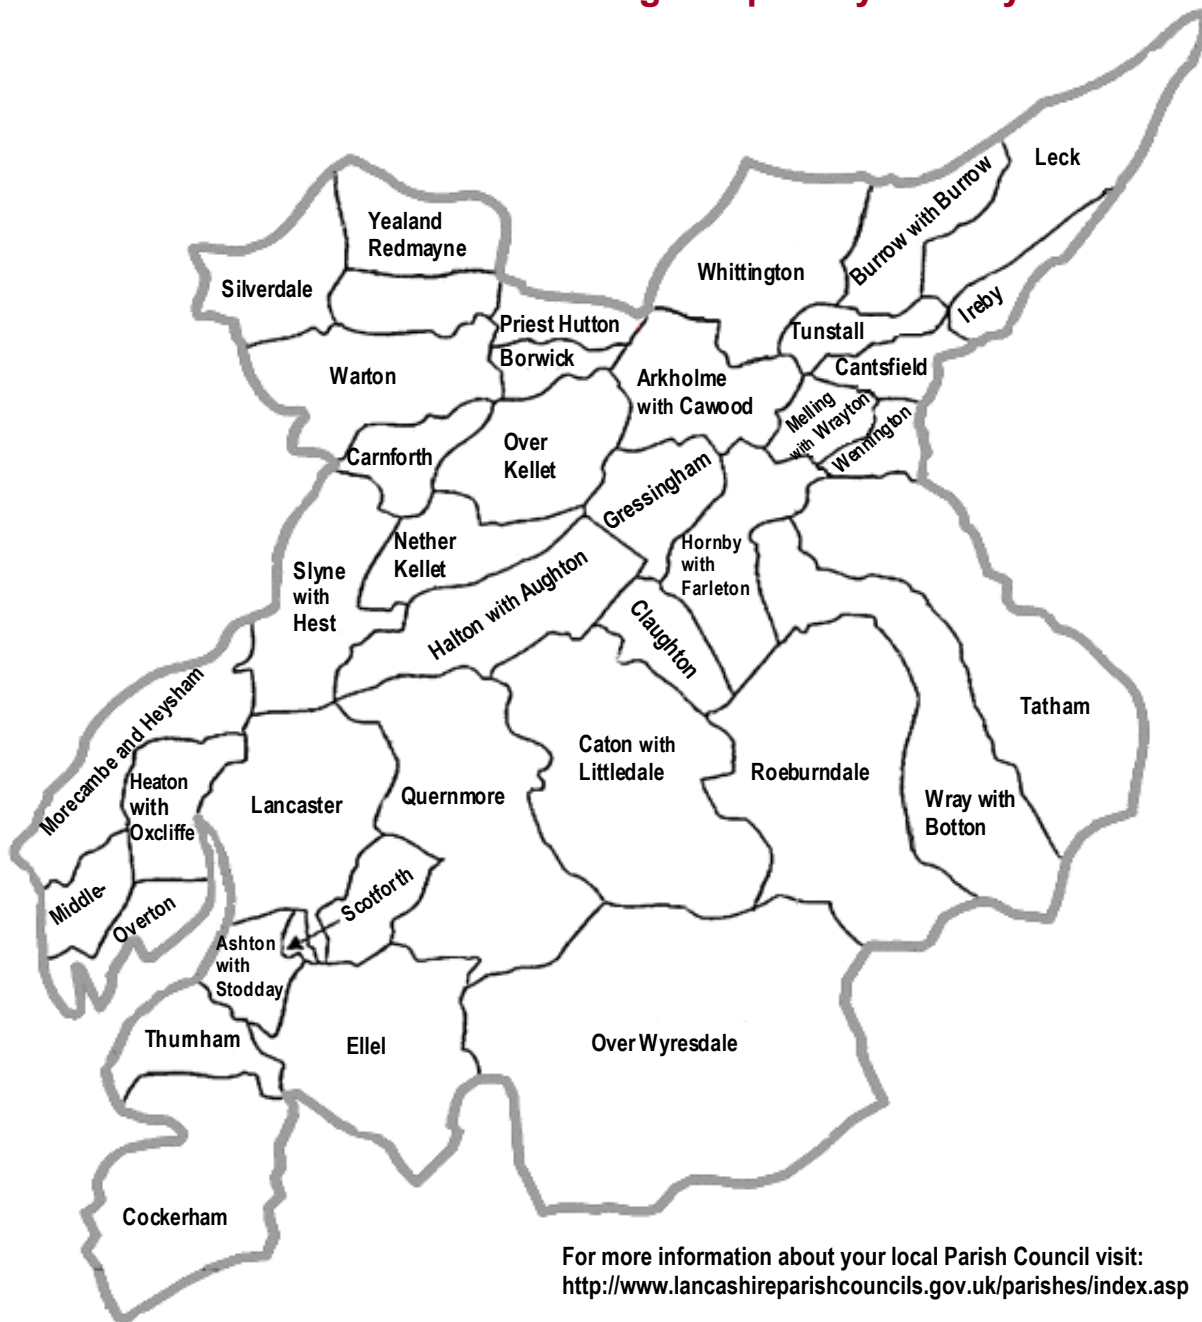 Leck
Burrow with Burrow
Yealand
Redmayne
Whittington
Silverdale
Ireby
Priest Hutton
Tunstall
Borwick
Cantsfield
Warton
Arkholme
with Cawood
Melling
with Wrayton
Wennington
Carnforth
Over
Kellet
Gressingham
Nether
Kellet
Hornby
with
Farleton
Slyne
with
Hest
Halton with Aughton
Claughton
Tatham
Morecambe and Heysham
Caton with
Littledale
Heaton
with
Oxcliffe
Lancaster
Quernmore
Roeburndale
Wray with
Botton
Scotforth
Middle-
Overton
Ashton
with
Stodday
Thurnham
Ellel
Over Wyresdale
Cockerham
For more information about your local Parish Council visit:
http://www.lancashireparishcouncils.gov.uk/parishes/index.asp